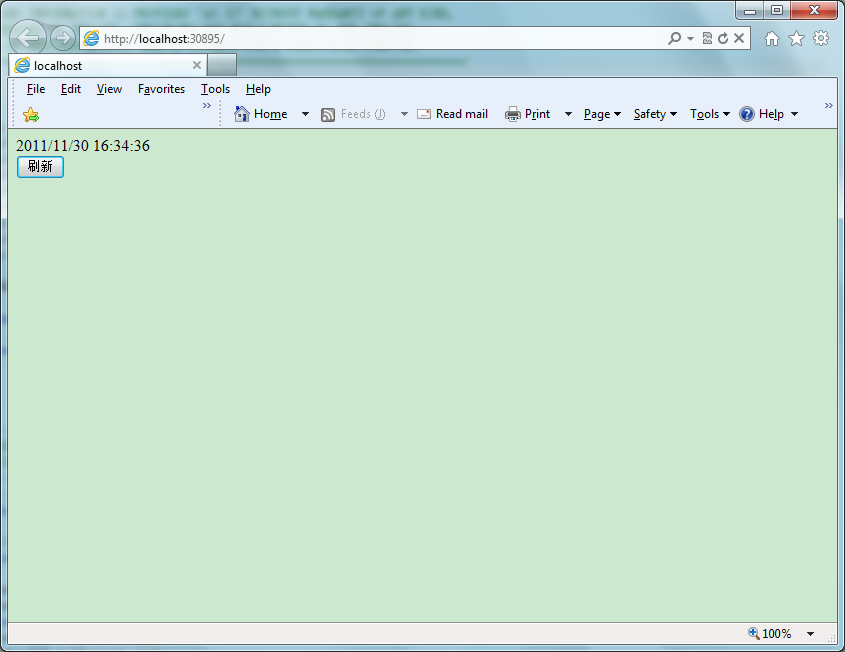 http://localhost:30895/
localhost
File Edit View Favorites Tools Help
Home Feeds (J) Read mail Print Page Safety Tools Help
2011/11/30 16:34:36
刷新
100%